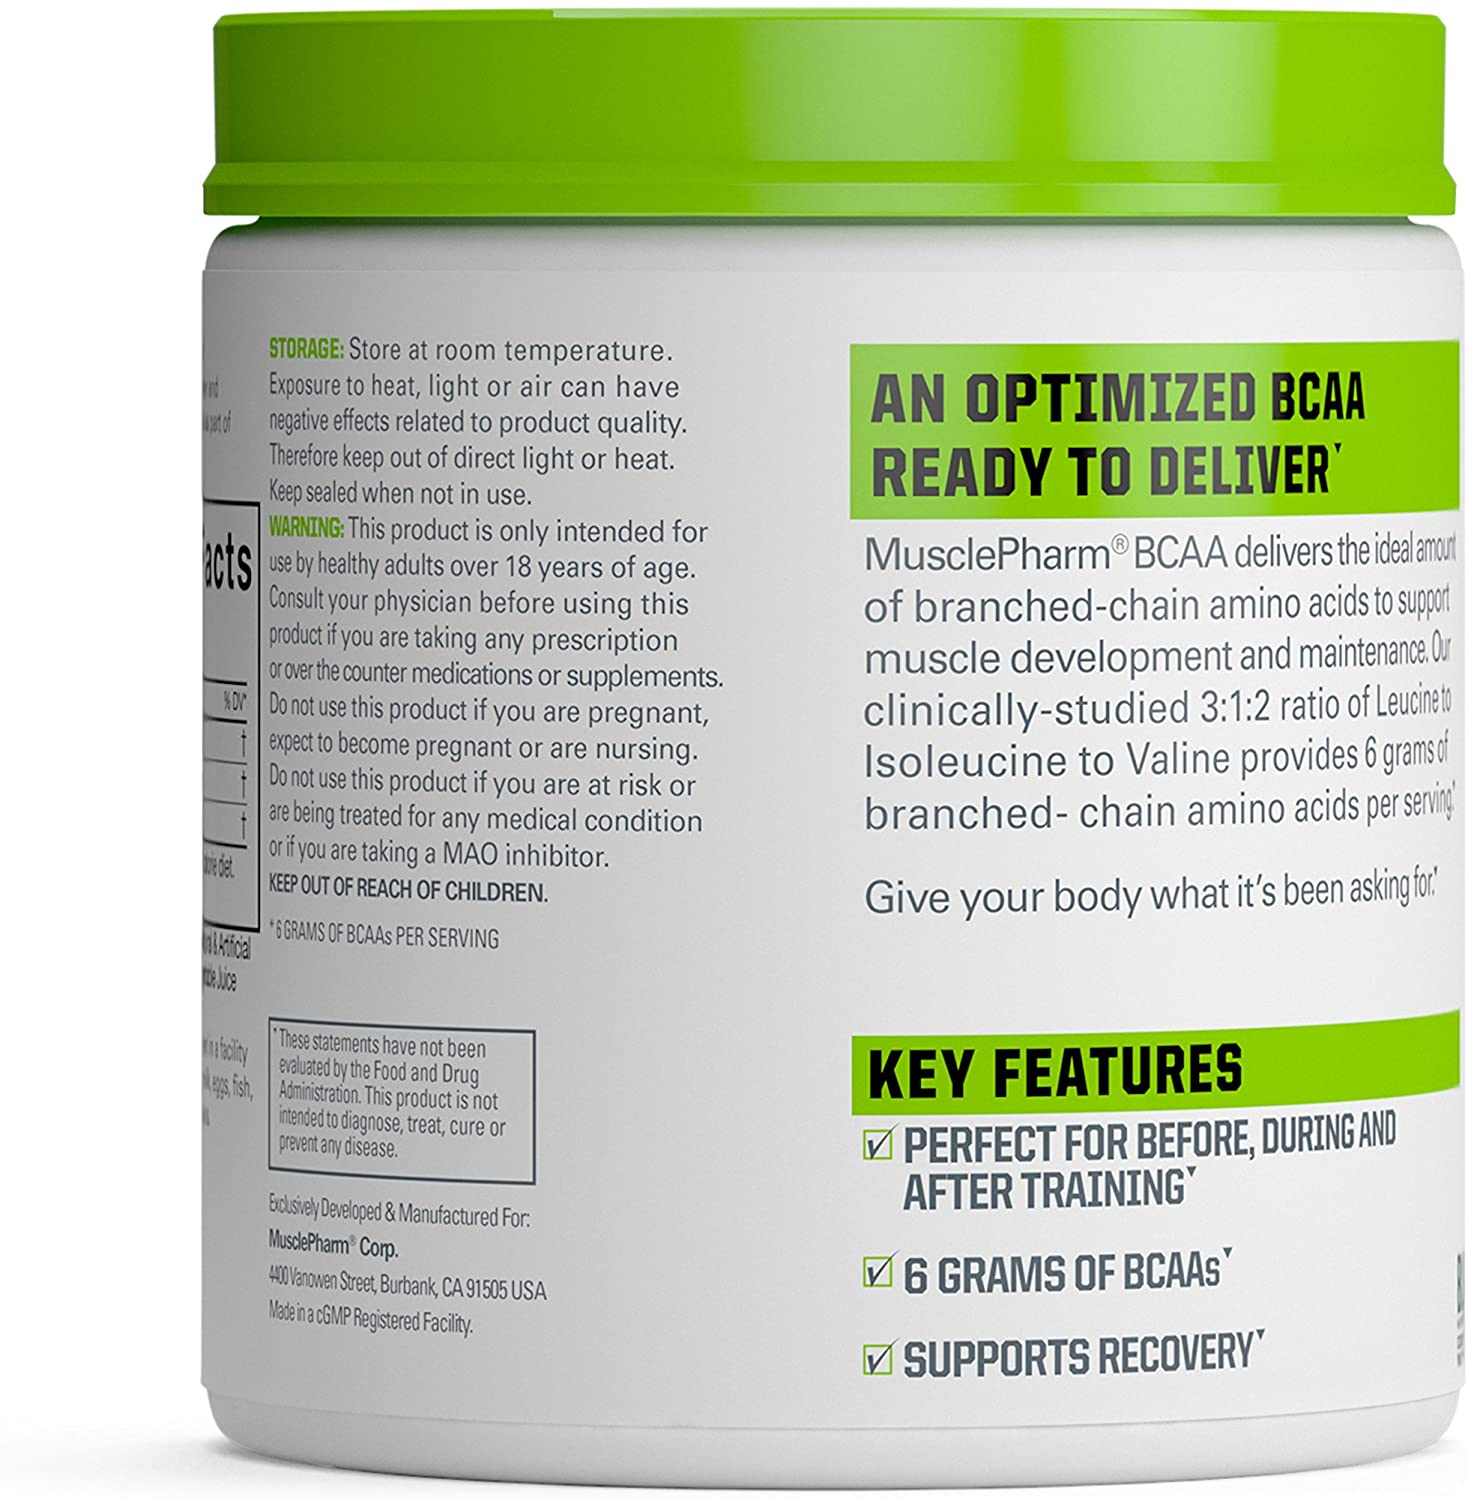 and
part of
acts
% DV*
†
†
†
diet.
& Artificial
Juice
in a facility
eggs, fish,
STORAGE: Store at room temperature.
Exposure to heat, light or air can have
negative effects related to product quality.
Therefore keep out of direct light or heat.
Keep sealed when not in use.
WARNING: This product is only intended for
use by healthy adults over 18 years of age.
Consult your physician before using this
product if you are taking any prescription
or over the counter medications or supplements.
Do not use this product if you are pregnant,
expect to become pregnant or are nursing.
Do not use this product if you are at risk or
are being treated for any medical condition
or if you are taking a MAO inhibitor.
KEEP OUT OF REACH OF CHILDREN.
* 6 GRAMS OF BCAAs PER SERVING
▼ These statements have not been
evaluated by the Food and Drug
Administration. This product is not
intended to diagnose, treat, cure or
prevent any disease.
Exclusively Developed & Manufactured For:
MusclePharm® Corp.
4400 Vanowen Street, Burbank, CA 91505 USA
Made in a cGMP Registered Facility.
AN OPTIMIZED BCAA
READY TO DELIVER▼
MusclePharm® BCAA delivers the ideal amount
of branched-chain amino acids to support
muscle development and maintenance. Our
clinically-studied 3:1:2 ratio of Leucine to
Isoleucine to Valine provides 6 grams of
branched- chain amino acids per serving.▼
Give your body what it's been asking for.▼
KEY FEATURES
PERFECT FOR BEFORE, DURING AND
AFTER TRAINING▼
6 GRAMS OF BCAAs▼
SUPPORTS RECOVERY▼